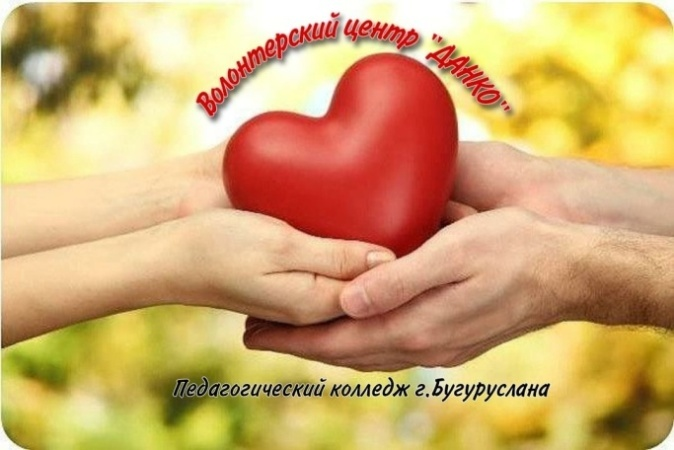 Волонтерский центр "ДАНКО"
Педагогический колледж г.Бугуруслана